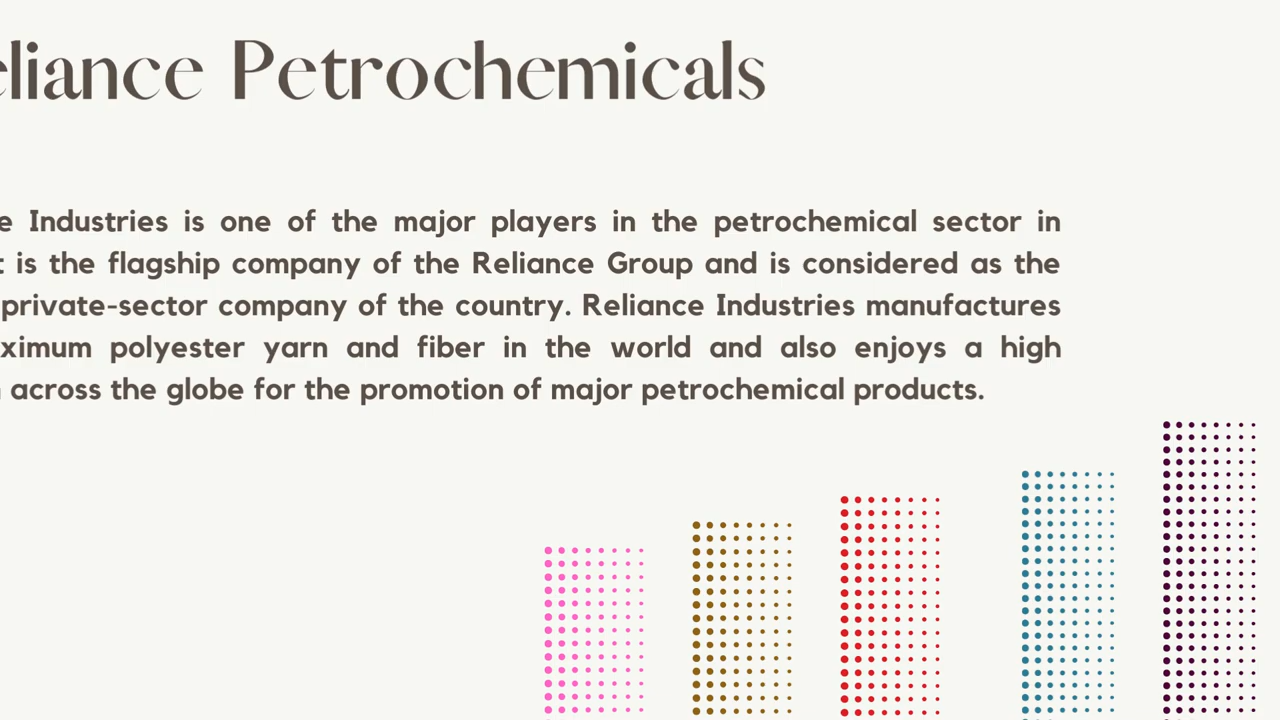 eliance Petrochemicals
e Industries is one of the major players in the petrochemical sector in
t is the flagship company of the Reliance Group and is considered as the
private-sector company of the country. Reliance Industries manufactures
ximum polyester yarn and fiber in the world and also enjoys a high
across the globe for the promotion of major petrochemical products.